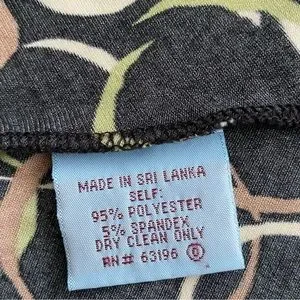 MADE IN SRI LANKA
SELF:
95% POLYESTER
5% SPANDEX
DRY CLEAN ONLY
RN# 63196